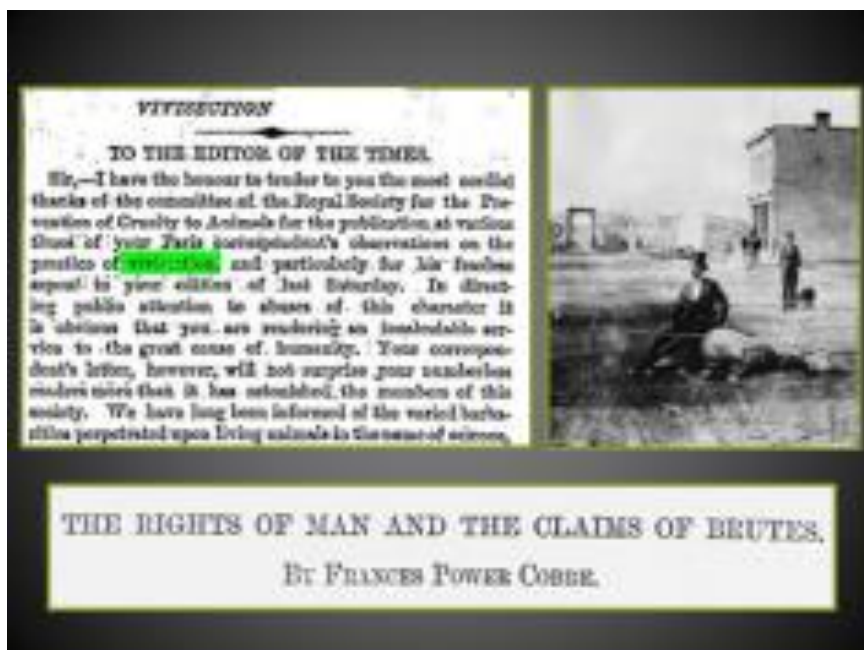 VIVISECTION
TO THE EDITOR OF THE TIMES.
Sir,—I have the honour to tender to you the most cordial
thanks of the committee of the Royal Society for the Pre-
vention of Cruelty to Animals for the publication at various
times of your Paris correspondent's observations on the
practice of vivisection, and particularly for his fearless
appeal in your edition of last Saturday. In direct-
ing public attention to abuses of this character it
is obvious that you are rendering an incalculable ser-
vice to the great cause of humanity. Your correspon-
dent's letter, however, will not surprise your numberless
readers more that it has astonished the members of this
society. We have long been informed of the varied barba-
rities perpetrated upon living animals in the name of science,
THE RIGHTS OF MAN AND THE CLAIMS OF BRUTES.
BY FRANCES POWER COBBE.